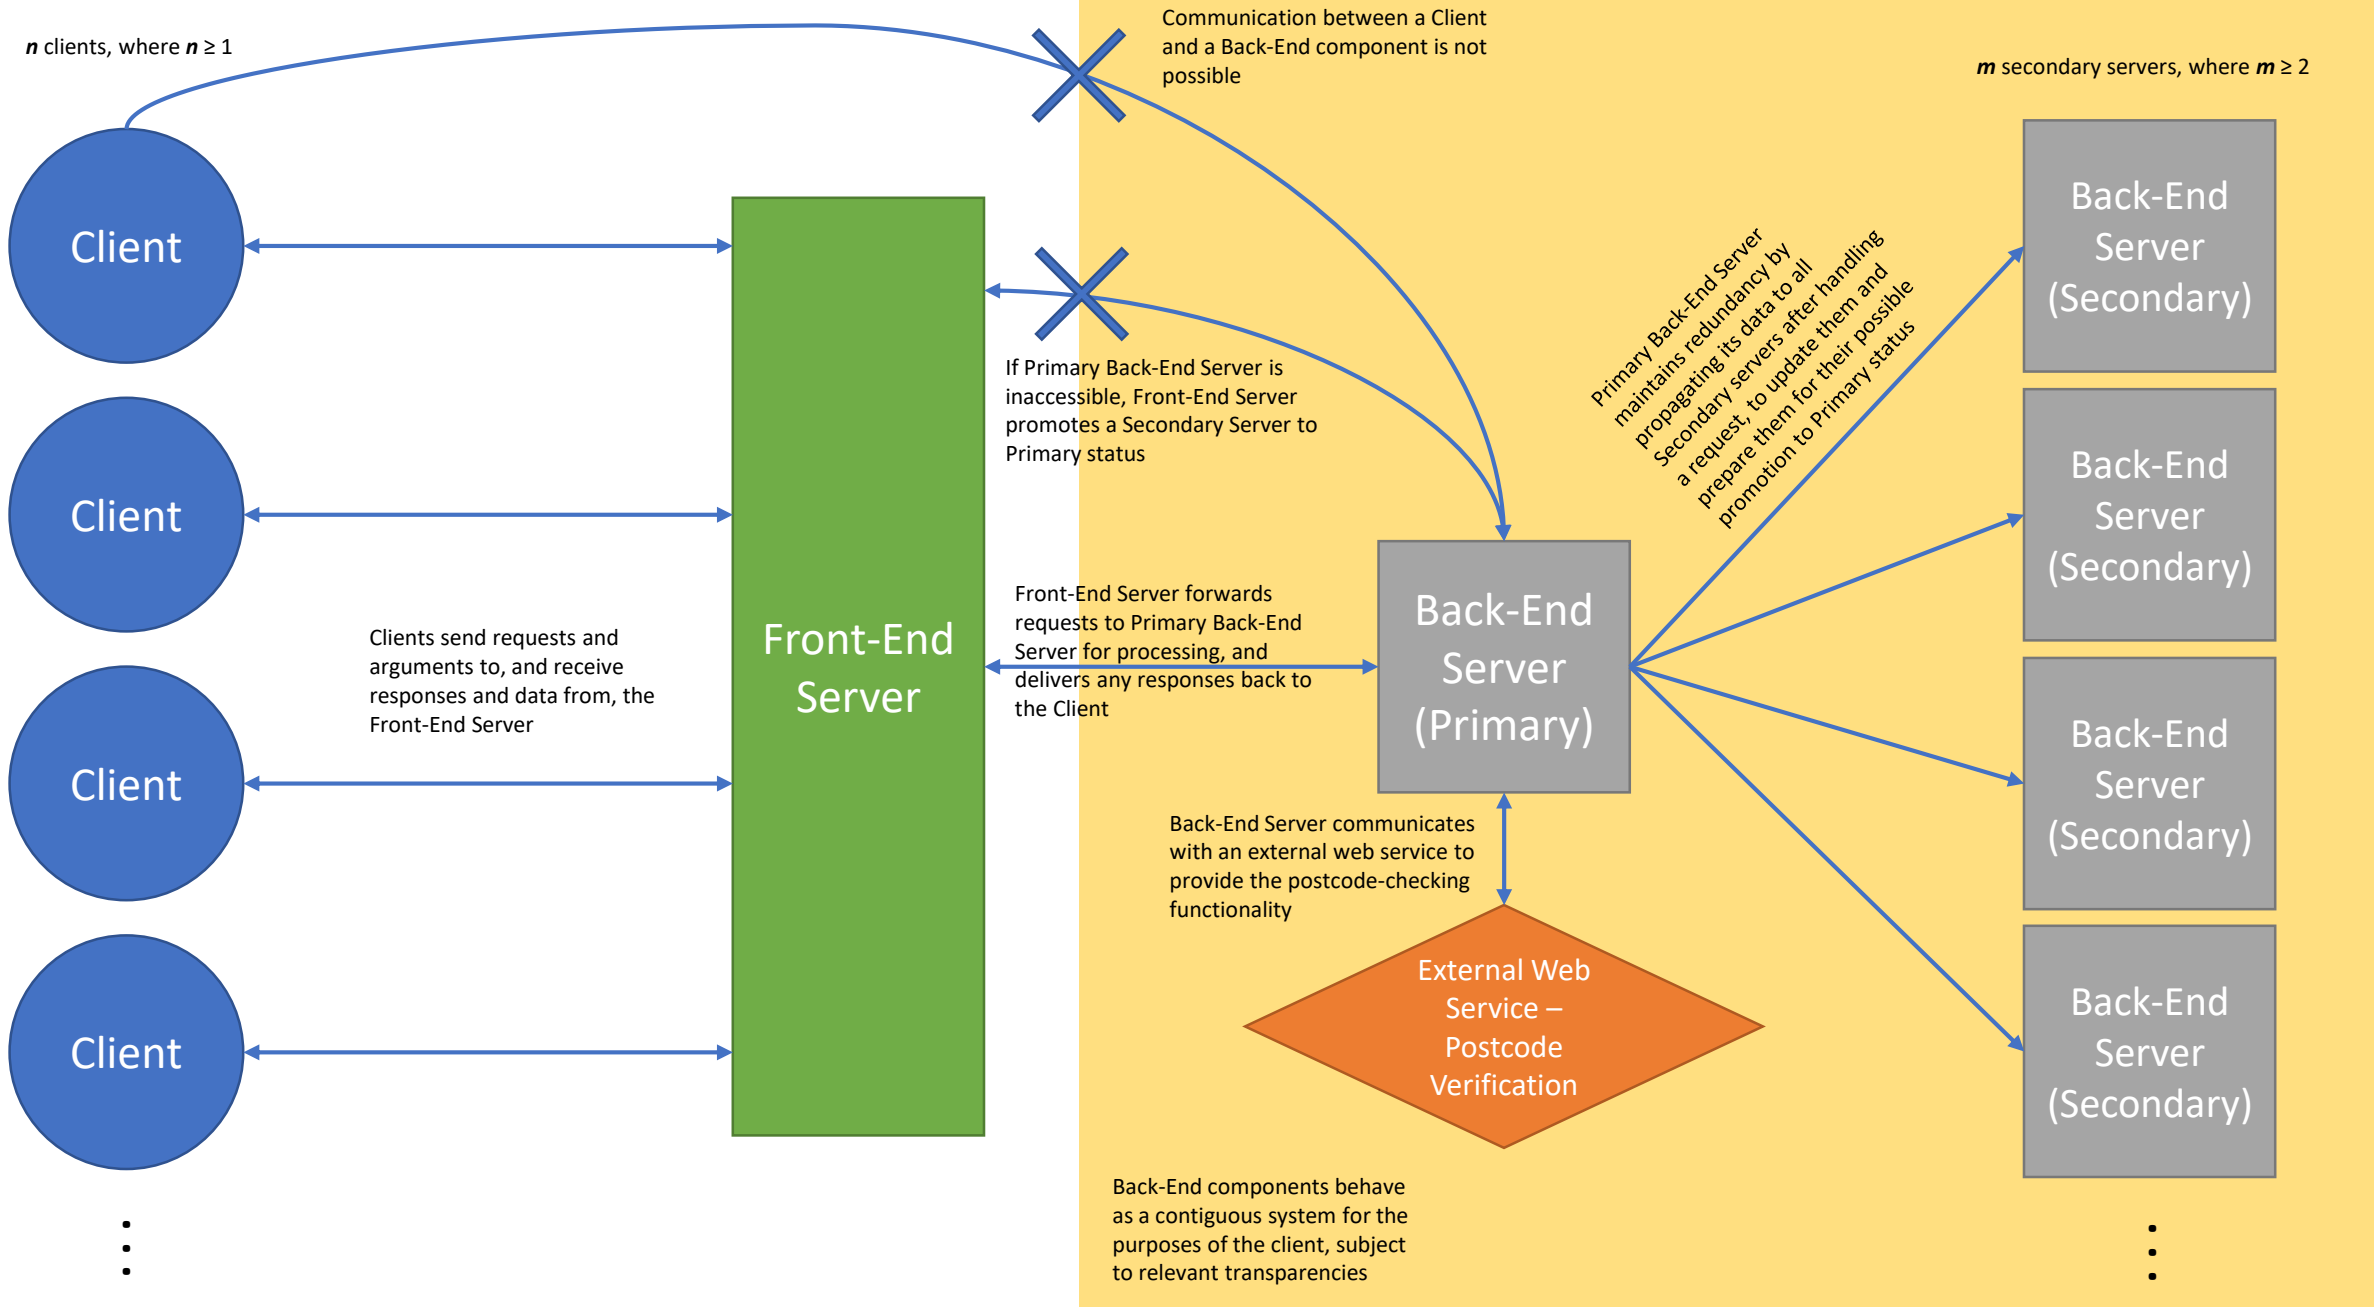 n clients, where n ≥ 1
Communication between a Client
and a Back-End component is not
possible
m secondary servers, where m ≥ 2
Client
Client
Client
Client
Clients send requests and
arguments to, and receive
responses and data from, the
Front-End Server
Front-End
Server
If Primary Back-End Server is
inaccessible, Front-End Server
promotes a Secondary Server to
Primary status
Front-End Server forwards
requests to Primary Back-End
Server for processing, and
delivers any responses back to
the Client
Back-End
Server
(Primary)
Primary Back-End Server
maintains redundancy by
propagating its data to all
Secondary servers after handling
a request, to update them and
prepare them for their possible
promotion to Primary status
Back-End Server communicates
with an external web service to
provide the postcode-checking
functionality
External Web
Service –
Postcode
Verification
Back-End components behave
as a contiguous system for the
purposes of the client, subject
to relevant transparencies
Back-End
Server
(Secondary)
Back-End
Server
(Secondary)
Back-End
Server
(Secondary)
Back-End
Server
(Secondary)